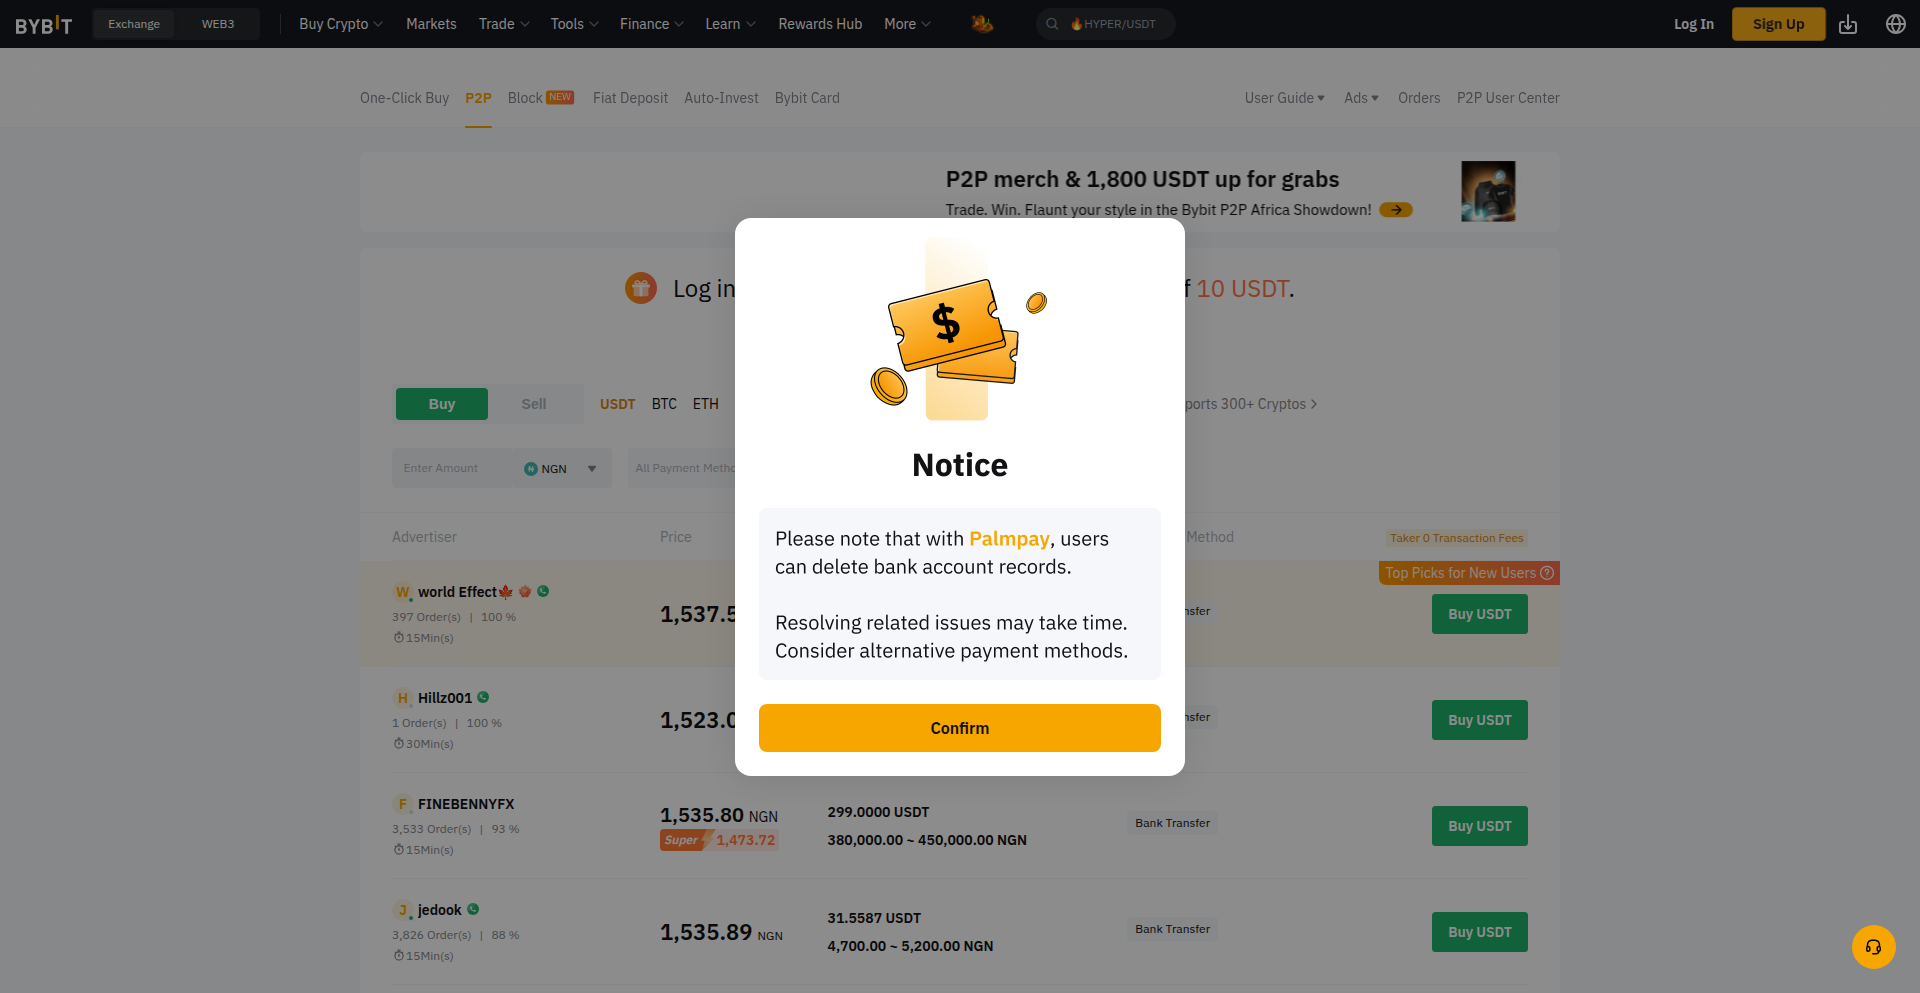 BYBIT Exchange WEB3 Buy Crypto Markets Trade Tools Finance Learn Rewards Hub More 🔥HYPER/USDT Log In Sign Up
One-Click Buy P2P Block NEW Fiat Deposit Auto-Invest Bybit Card User Guide Ads Orders P2P User Center
P2P merch & 1,800 USDT up for grabs
Trade. Win. Flaunt your style in the Bybit P2P Africa Showdown!
Log in 10 USDT.
Buy Sell USDT BTC ETH ports 300+ Cryptos
Enter Amount NGN All Payment Metho
Notice
Please note that with Palmpay, users
can delete bank account records.
Resolving related issues may take time.
Consider alternative payment methods.
Confirm
Advertiser Price Method Taker 0 Transaction Fees
Top Picks for New Users
W world Effect🍁
397 Order(s) | 100 %
15Min(s)
1,537.5
nsfer
Buy USDT
H Hillz001
1 Order(s) | 100 %
30Min(s)
1,523.0
nsfer
Buy USDT
F FINEBENNYFX
3,533 Order(s) | 93 %
15Min(s)
1,535.80 NGN
Super 1,473.72
299.0000 USDT
380,000.00 ~ 450,000.00 NGN
Bank Transfer
Buy USDT
J jedook
3,826 Order(s) | 88 %
15Min(s)
1,535.89 NGN
31.5587 USDT
4,700.00 ~ 5,200.00 NGN
Bank Transfer
Buy USDT